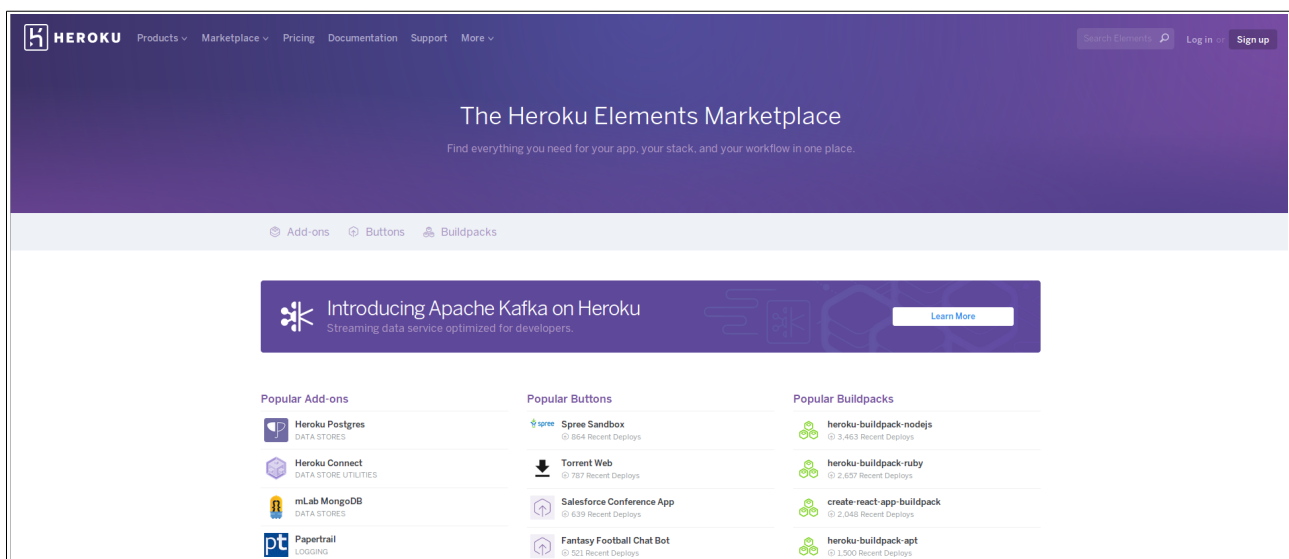 HEROKU Products Marketplace Pricing Documentation Support More Search Elements Log in or Sign up
The Heroku Elements Marketplace
Find everything you need for your app, your stack, and your workflow in one place.
Add-ons Buttons Buildpacks
Introducing Apache Kafka on Heroku
Streaming data service optimized for developers.
Learn More
Popular Add-ons
Heroku Postgres
DATA STORES
Heroku Connect
DATA STORE UTILITIES
mLab MongoDB
DATA STORES
pt Papertrail
LOGGING
Popular Buttons
spree Spree Sandbox
864 Recent Deploys
Torrent Web
787 Recent Deploys
Salesforce Conference App
639 Recent Deploys
Fantasy Football Chat Bot
521 Recent Deploys
Popular Buildpacks
heroku-buildpack-nodejs
3,463 Recent Deploys
heroku-buildpack-ruby
2,657 Recent Deploys
create-react-app-buildpack
2,048 Recent Deploys
heroku-buildpack-apt
1,500 Recent Deploys